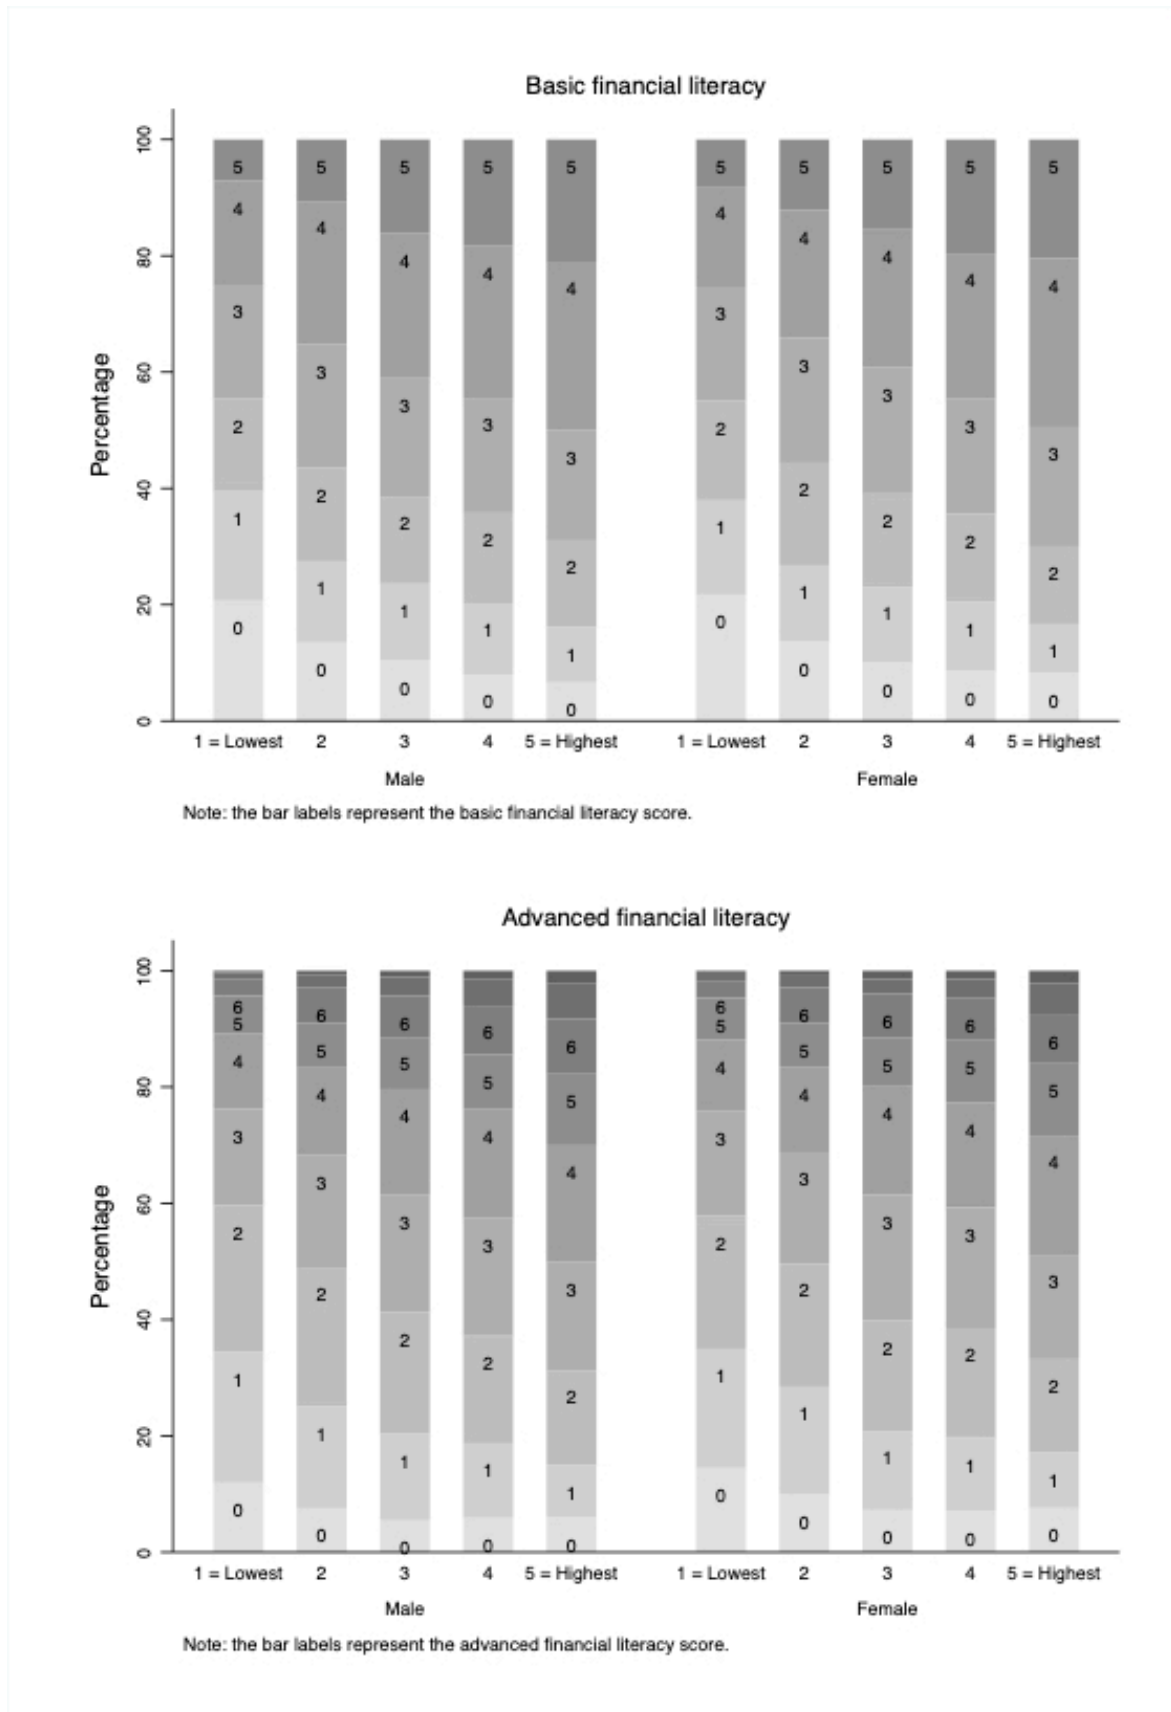 Basic financial literacy
Percentage
100
80
60
40
20
0
5 5 5 5 5 5 5 5 5 5
4 4 4 4 4 4 4 4 4 4
3 3 3 3 3 3 3 3 3 3
2 2 2 2 2 2 2 2 2 2
1 1 1 1 1 1 1 1 1 1
0 0 0 0 0 0 0 0 0 0
1 = Lowest 2 3 4 5 = Highest 1 = Lowest 2 3 4 5 = Highest
Male Female
Note: the bar labels represent the basic financial literacy score.
Advanced financial literacy
Percentage
100
80
60
40
20
0
6 6 6 6 6 6 6 6 6 6
5 5 5 5 5 5 5 5 5 5
4 4 4 4 4 4 4 4 4 4
3 3 3 3 3 3 3 3 3 3
2 2 2 2 2 2 2 2 2 2
1 1 1 1 1 1 1 1 1 1
0 0 0 0 0 0 0 0 0 0
1 = Lowest 2 3 4 5 = Highest 1 = Lowest 2 3 4 5 = Highest
Male Female
Note: the bar labels represent the advanced financial literacy score.